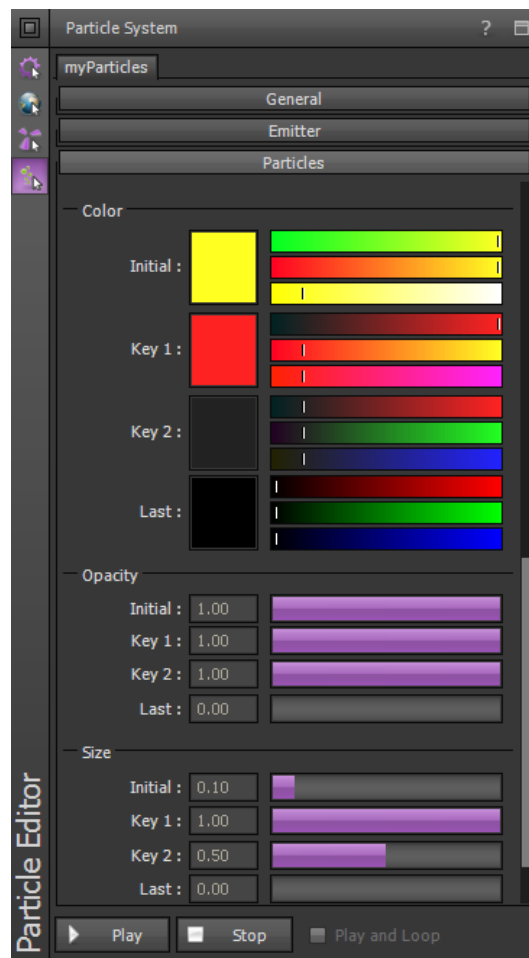 Particle System ?
myParticles
General
Emitter
Particles
Color
Initial :
Key 1 :
Key 2 :
Last :
Opacity
Initial : 1.00
Key 1 : 1.00
Key 2 : 1.00
Last : 0.00
Size
Initial : 0.10
Key 1 : 1.00
Key 2 : 0.50
Last : 0.00
Particle Editor
Play Stop Play and Loop